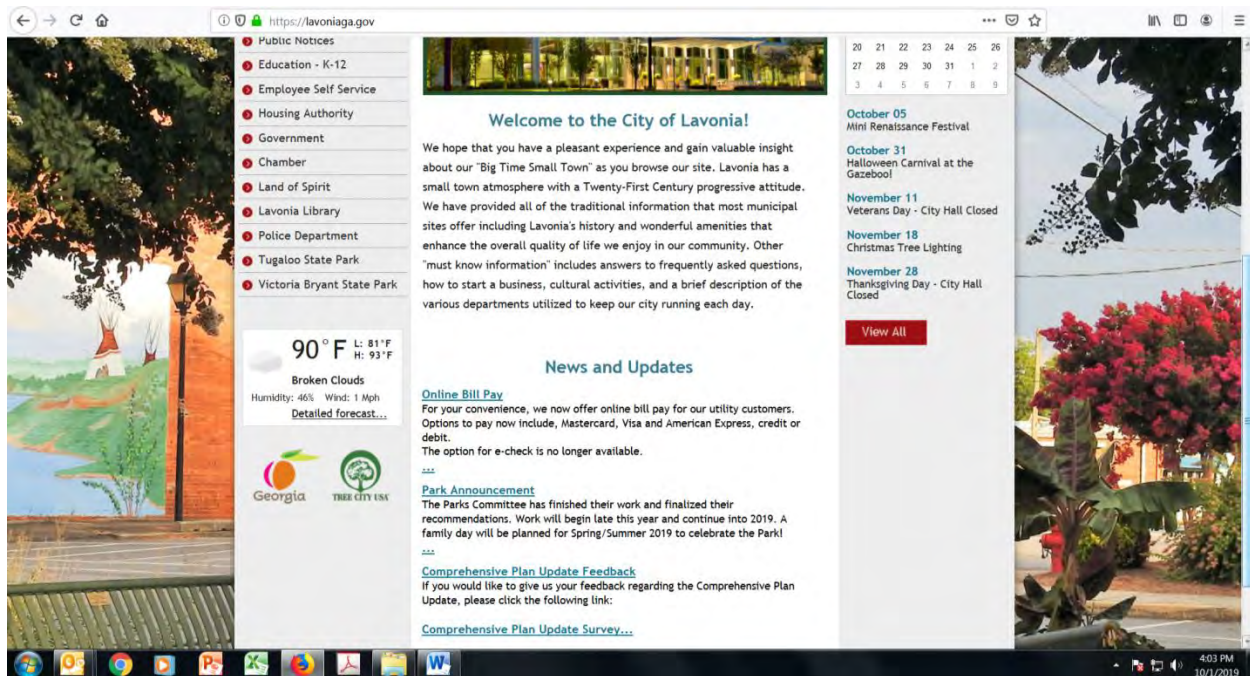 https://lavoniaga.gov
Public Notices
Education - K-12
Employee Self Service
Housing Authority
Government
Chamber
Land of Spirit
Lavonia Library
Police Department
Tugaloo State Park
Victoria Bryant State Park
90°F L: 81°F
H: 93°F
Broken Clouds
Humidity: 46% Wind: 1 Mph
Detailed forecast...
Georgia
TREE CITY USA
Welcome to the City of Lavonia!
We hope that you have a pleasant experience and gain valuable insight
about our "Big Time Small Town" as you browse our site. Lavonia has a
small town atmosphere with a Twenty-First Century progressive attitude.
We have provided all of the traditional information that most municipal
sites offer including Lavonia's history and wonderful amenities that
enhance the overall quality of life we enjoy in our community. Other
"must know information" includes answers to frequently asked questions,
how to start a business, cultural activities, and a brief description of the
various departments utilized to keep our city running each day.
News and Updates
Online Bill Pay
For your convenience, we now offer online bill pay for our utility customers.
Options to pay now include, Mastercard, Visa and American Express, credit or
debit.
The option for e-check is no longer available.
...
Park Announcement
The Parks Committee has finished their work and finalized their
recommendations. Work will begin late this year and continue into 2019. A
family day will be planned for Spring/Summer 2019 to celebrate the Park!
...
Comprehensive Plan Update Feedback
If you would like to give us your feedback regarding the Comprehensive Plan
Update, please click the following link:
Comprehensive Plan Update Survey...
20 21 22 23 24 25 26
27 28 29 30 31 1 2
3 4 5 6 7 8 9
October 05
Mini Renaissance Festival
October 31
Halloween Carnival at the
Gazeboo!
November 11
Veterans Day - City Hall Closed
November 18
Christmas Tree Lighting
November 28
Thanksgiving Day - City Hall
Closed
View All
4:03 PM
10/1/2019